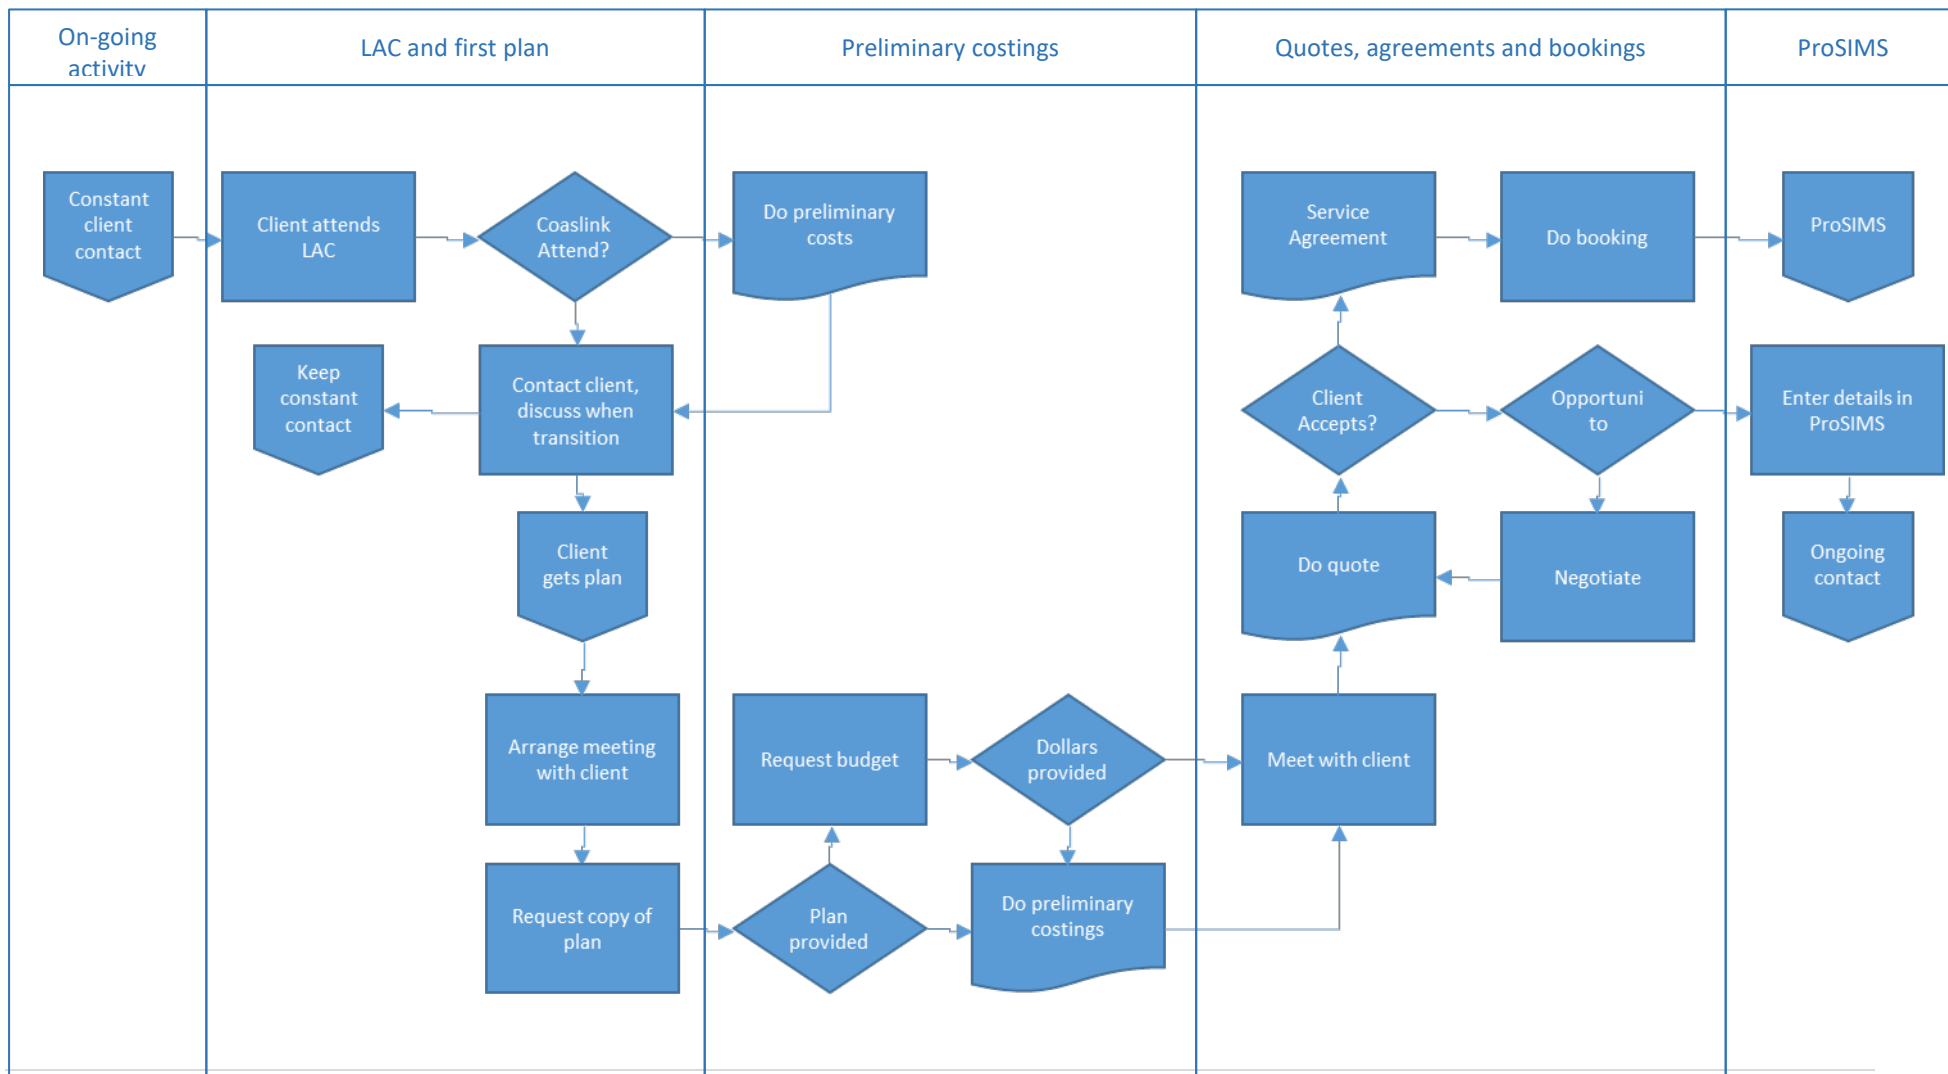 On-going
activity
LAC and first plan
Preliminary costings
Quotes, agreements and bookings
ProSIMS
Constant
client
contact
Client attends
LAC
Coaslink
Attend?
Do preliminary
costs
Service
Agreement
Do booking
ProSIMS
Keep
constant
contact
Contact client,
discuss when
transition
Client
Accepts?
Opportuni
to
Enter details in
ProSIMS
Client
gets plan
Do quote
Negotiate
Ongoing
contact
Arrange meeting
with client
Request budget
Dollars
provided
Meet with client
Request copy of
plan
Plan
provided
Do preliminary
costings